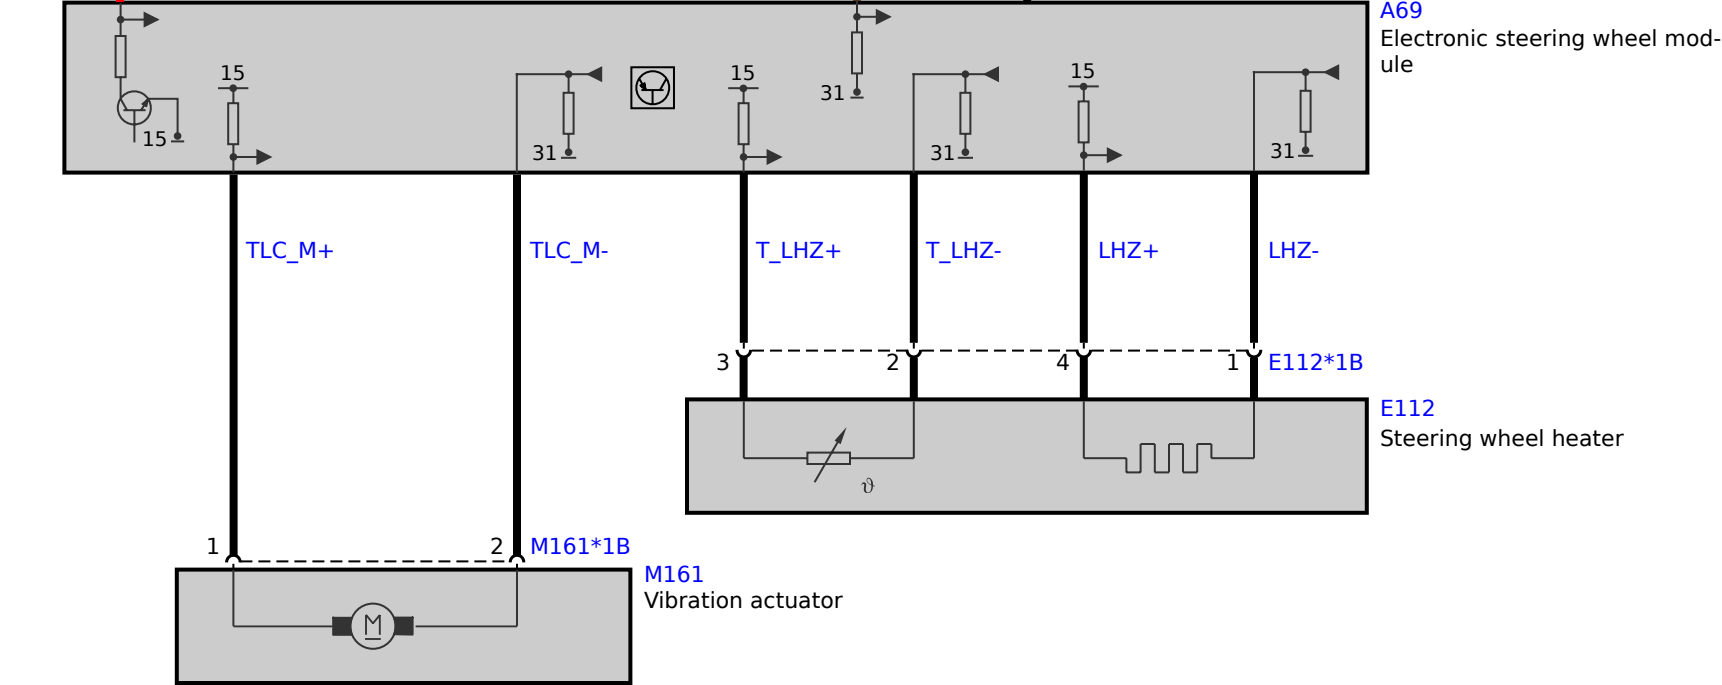 A69
Electronic steering wheel mod-
ule
15
15
31
15
31
31
15
31
TLC_M+
TLC_M-
T_LHZ+
T_LHZ-
LHZ+
LHZ-
3
2
4
1
E112*1B
E112
Steering wheel heater
ϑ
1
2
M161*1B
M161
Vibration actuator
M